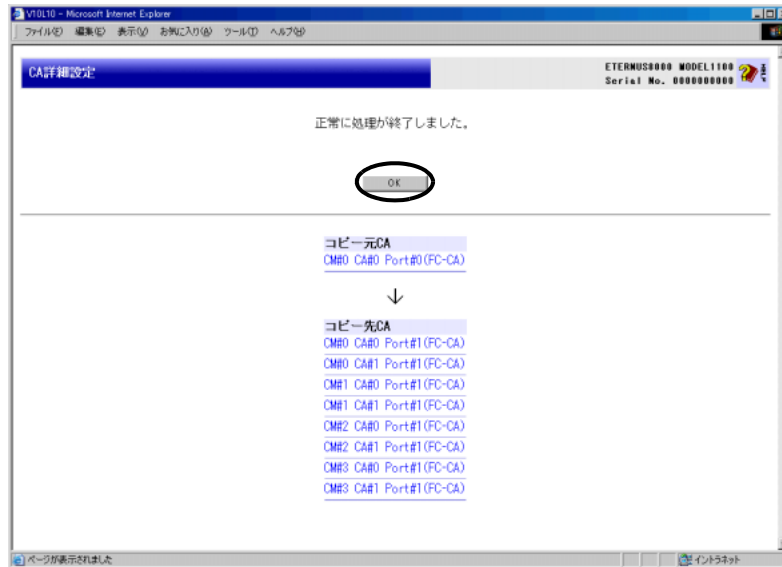 V10L10 - Microsoft Internet Explorer
ファイル(F) 編集(E) 表示(V) お気に入り(A) ツール(T) ヘルプ(H)
CA詳細設定
ETERNUS8000 MODEL1100
Serial No. 0000000000
正常に処理が終了しました。
OK
コピー元CA
CM#0 CA#0 Port#0(FC-CA)
↓
コピー先CA
CM#0 CA#0 Port#1(FC-CA)
CM#0 CA#1 Port#1(FC-CA)
CM#1 CA#0 Port#1(FC-CA)
CM#1 CA#1 Port#1(FC-CA)
CM#2 CA#0 Port#1(FC-CA)
CM#2 CA#1 Port#1(FC-CA)
CM#3 CA#0 Port#1(FC-CA)
CM#3 CA#1 Port#1(FC-CA)
ページが表示されました
イントラネット